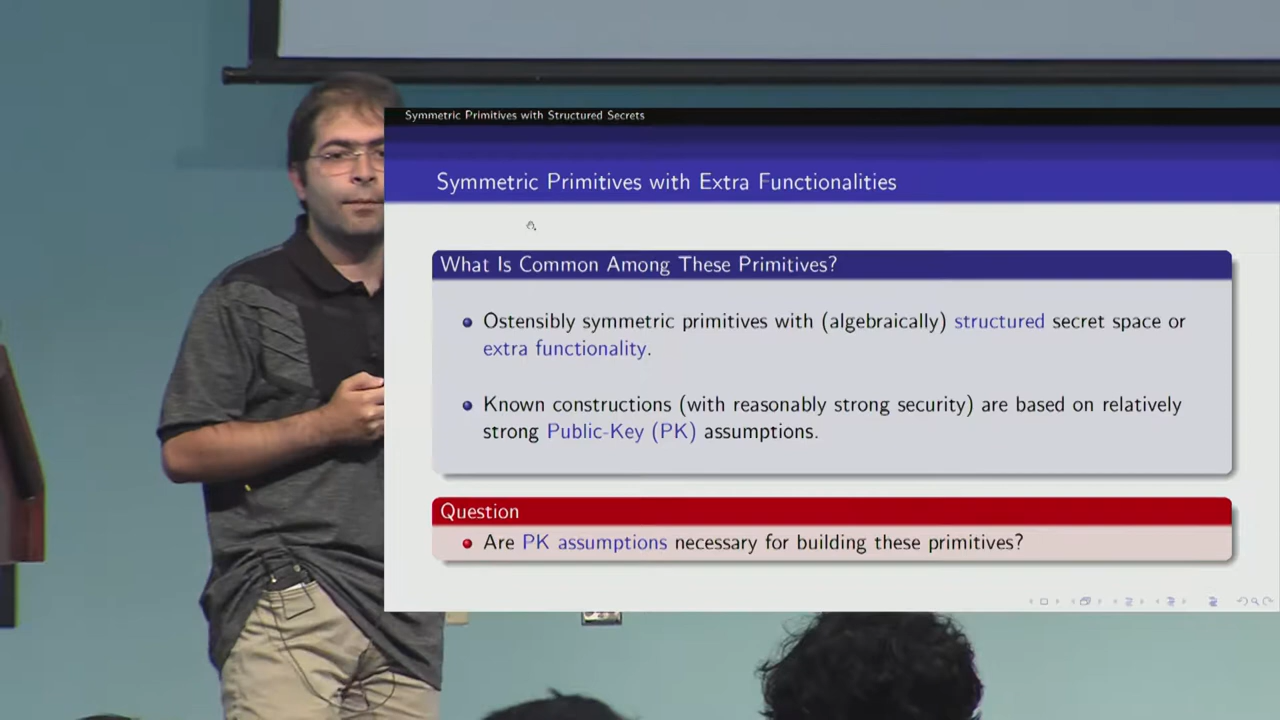 Symmetric Primitives with Structured Secrets
Symmetric Primitives with Extra Functionalities
What Is Common Among These Primitives?
Ostensibly symmetric primitives with (algebraically) structured secret space or
extra functionality.
Known constructions (with reasonably strong security) are based on relatively
strong Public-Key (PK) assumptions.
Question
Are PK assumptions necessary for building these primitives?